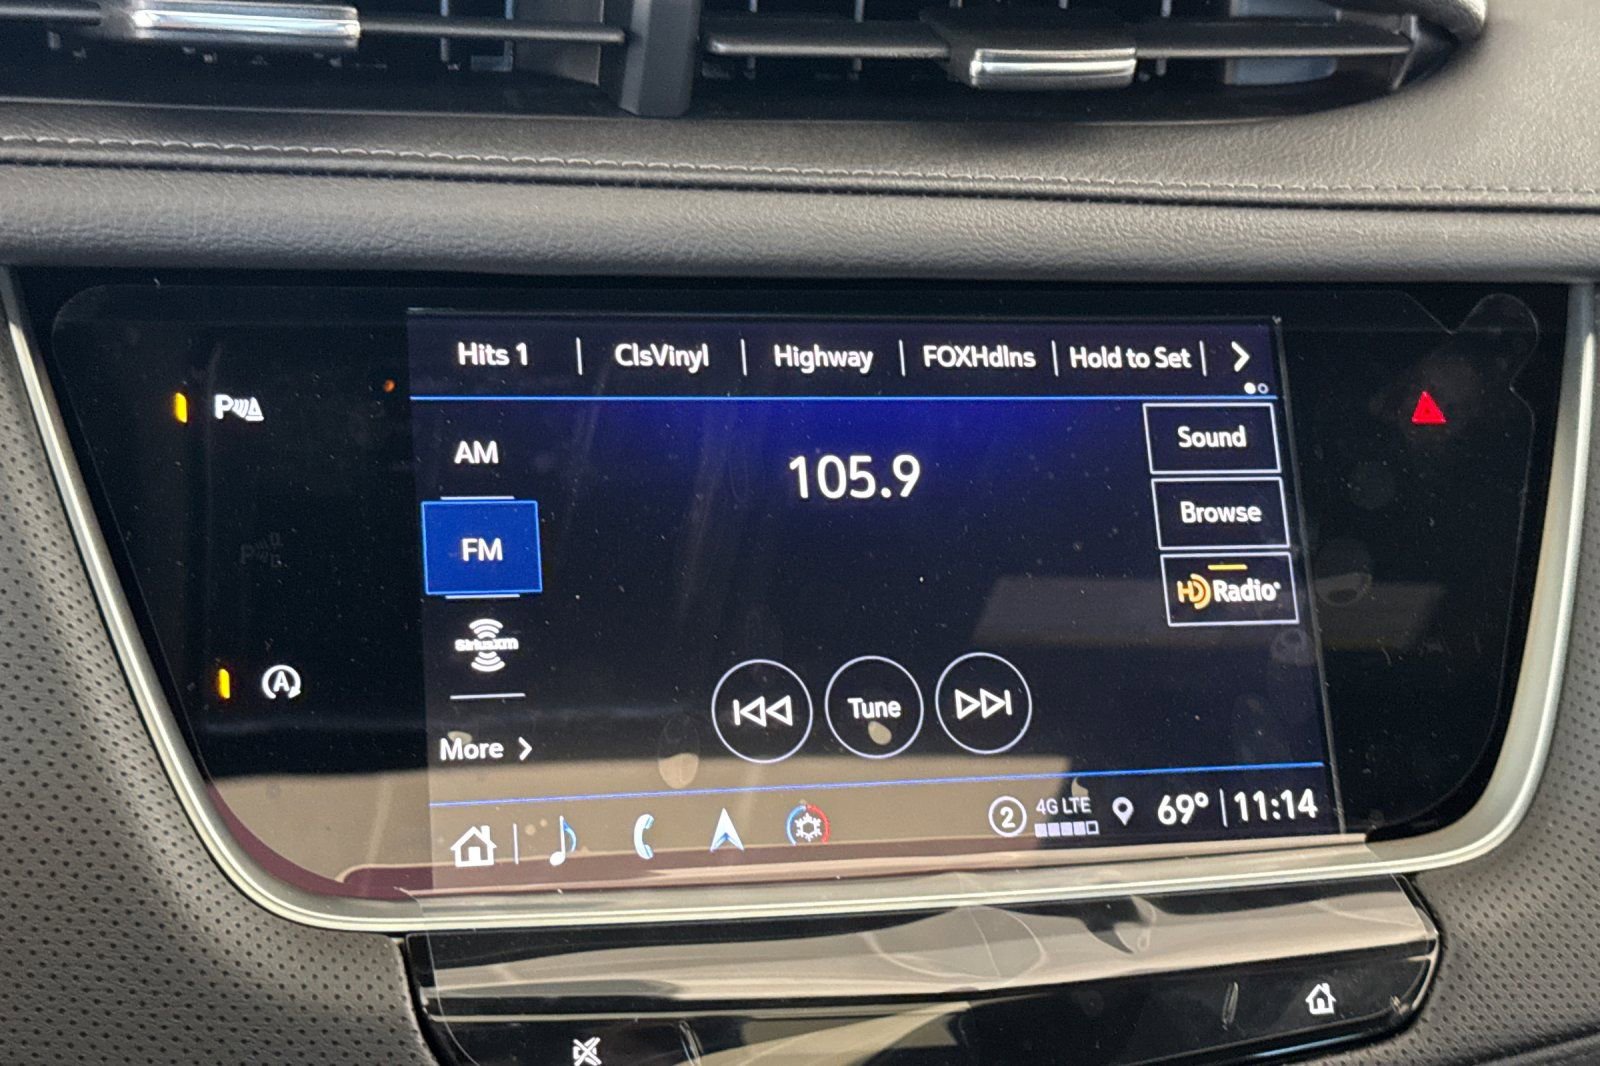 Hits 1 | ClsVinyl | Highway | FOXHdlns | Hold to Set |
P
AM
105.9
Sound
FM
Browse
HD Radio
siriusxm
A
Tune
More
2 4G LTE 69° | 11:14